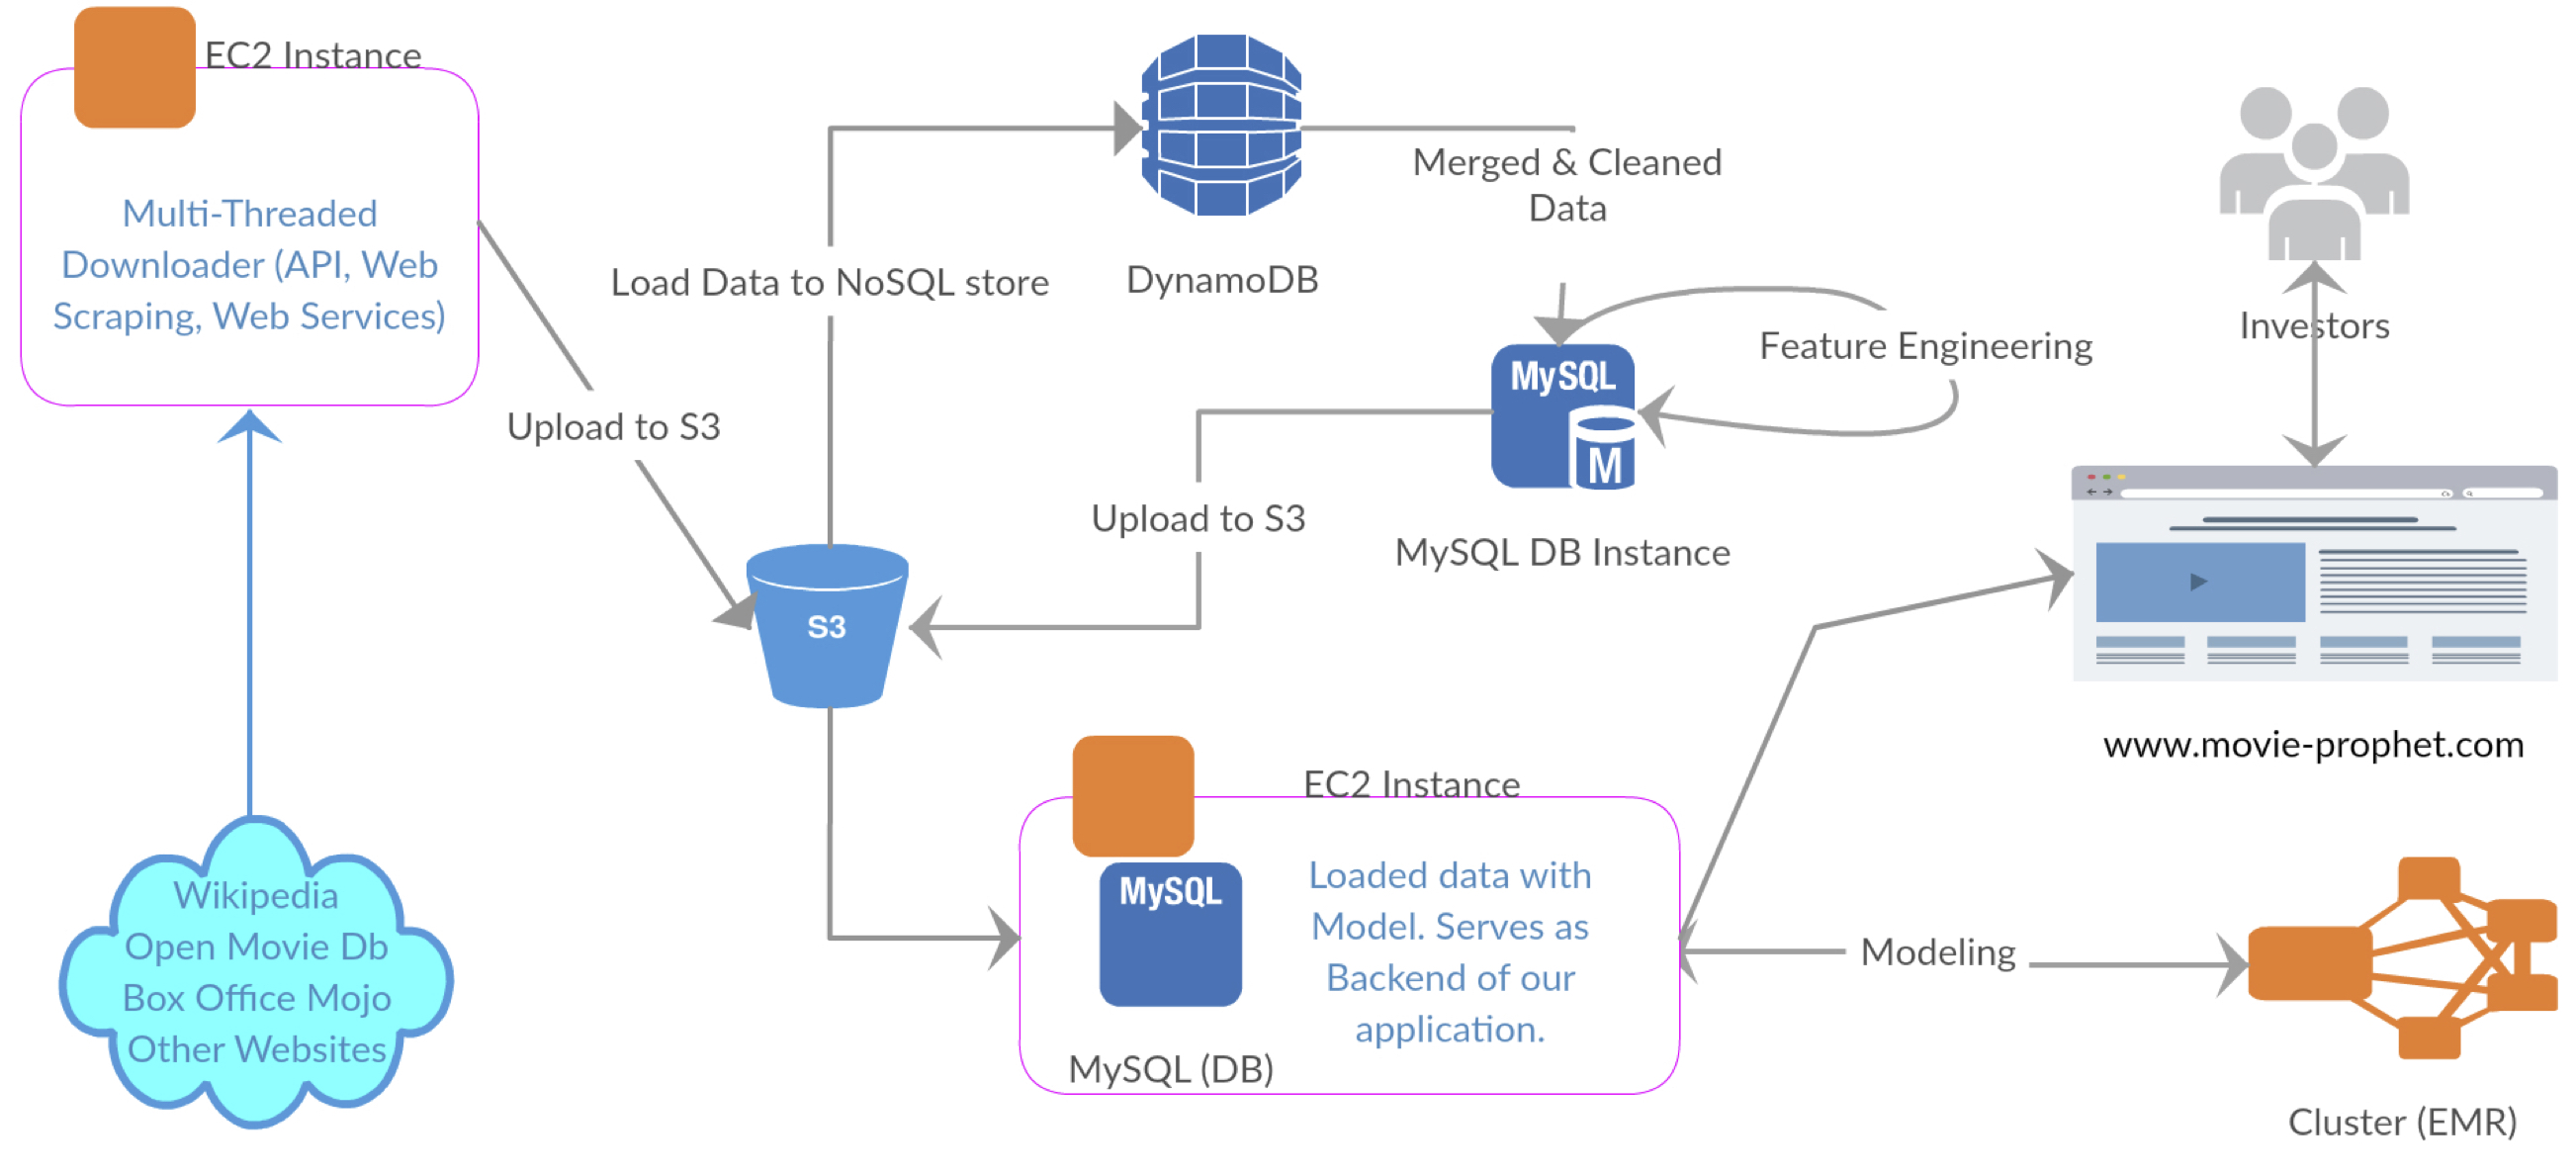 EC2 Instance
Multi-Threaded
Downloader (API, Web
Scraping, Web Services)
Upload to S3
Wikipedia
Open Movie Db
Box Office Mojo
Other Websites
Load Data to NoSQL store
S3
DynamoDB
Merged & Cleaned
Data
MySQL
M
MySQL DB Instance
Feature Engineering
Upload to S3
EC2 Instance
MySQL
MySQL (DB)
Loaded data with
Model. Serves as
Backend of our
application.
Investors
www.movie-prophet.com
Modeling
Cluster (EMR)